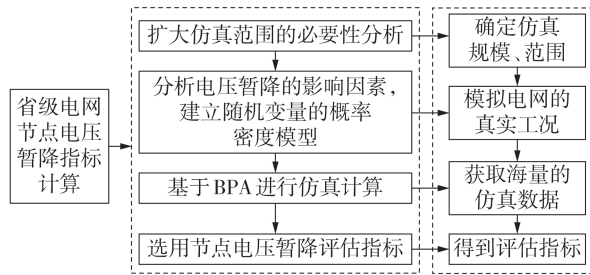 省级电网
节点电压
暂降指标
计算
扩大仿真范围的必要性分析
分析电压暂降的影响因素，
建立随机变量的概率
密度模型
基于BPA进行仿真计算
选用节点电压暂降评估指标
确定仿真
规模、范围
模拟电网的
真实工况
获取海量的
仿真数据
得到评估指标